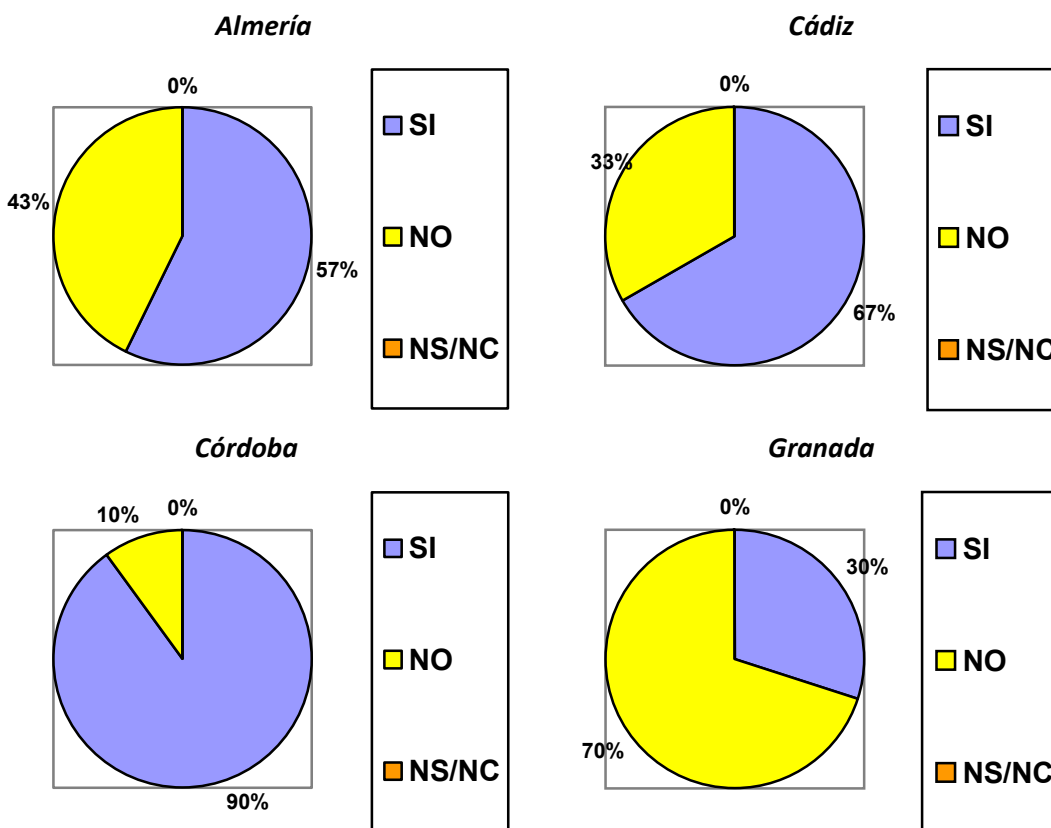 Almería
0%
43%
57%
SI
NO
NS/NC
Cádiz
0%
33%
67%
SI
NO
NS/NC
Córdoba
10%
0%
90%
SI
NO
NS/NC
Granada
0%
30%
70%
SI
NO
NS/NC